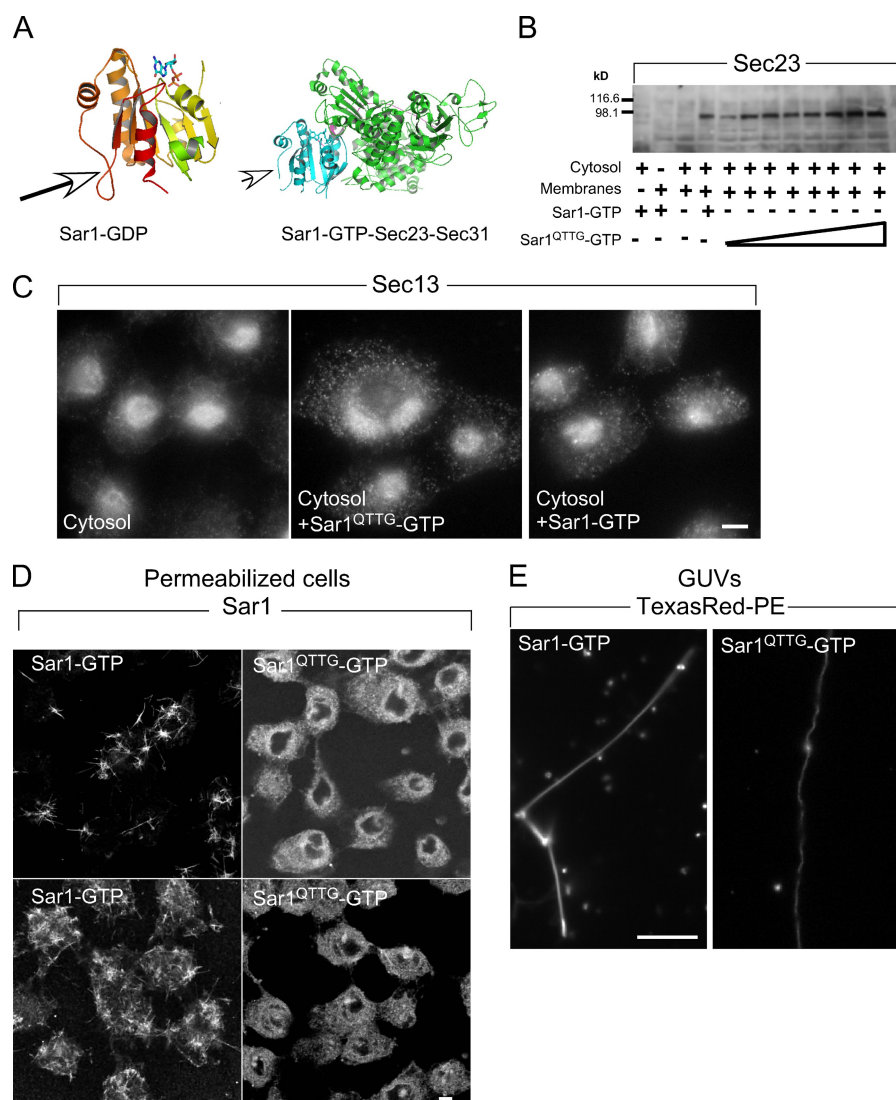 A
Sar1-GDP
Sar1-GTP-Sec23-Sec31
B
Sec23
kD
116.6
98.1
Cytosol + - + + + + + + + + +
Membranes - + + + + + + + + + +
Sar1-GTP + + - + - - - - - - -
Sar1QTTG-GTP - - - -
C
Sec13
Cytosol
Cytosol
+Sar1QTTG-GTP
Cytosol
+Sar1-GTP
D
Permeabilized cells
Sar1
Sar1-GTP
Sar1QTTG-GTP
Sar1-GTP
Sar1QTTG-GTP
E
GUVs
TexasRed-PE
Sar1-GTP
Sar1QTTG-GTP